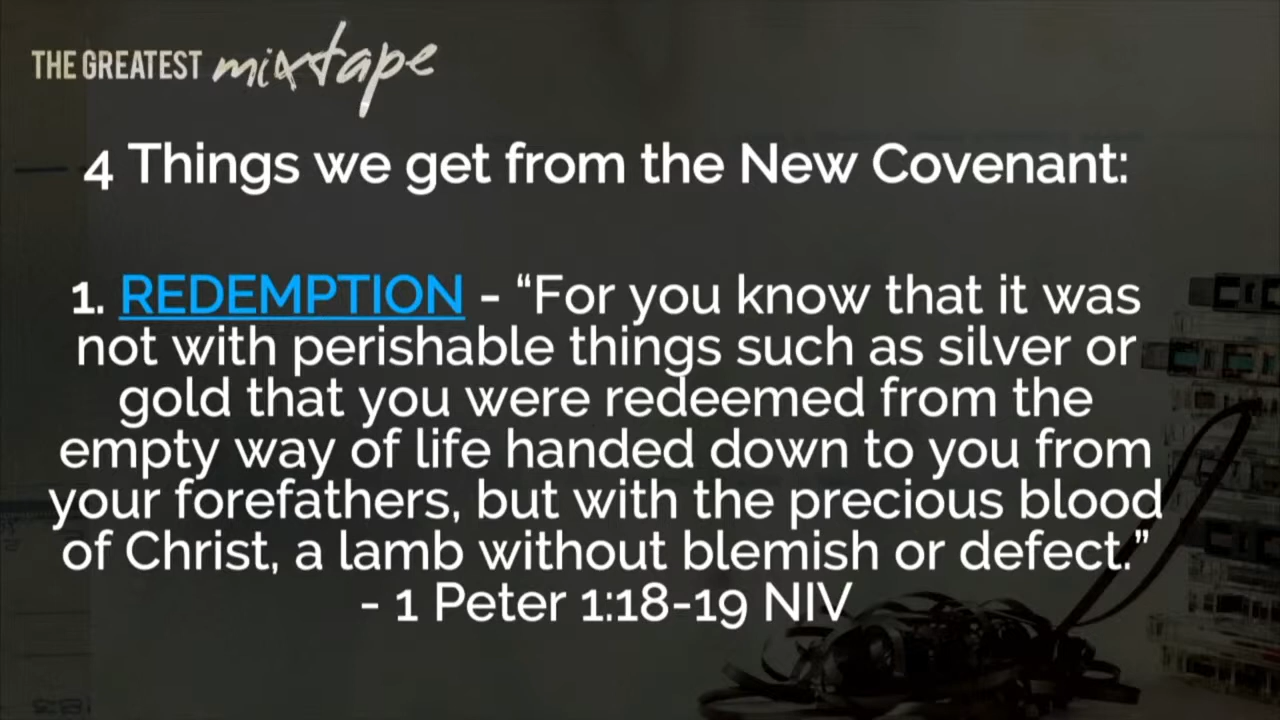 THE GREATEST mixtape
4 Things we get from the New Covenant:
1. REDEMPTION - “For you know that it was
not with perishable things such as silver or
gold that you were redeemed from the
empty way of life handed down to you from
your forefathers, but with the precious blood
of Christ, a lamb without blemish or defect.”
- 1 Peter 1:18-19 NIV